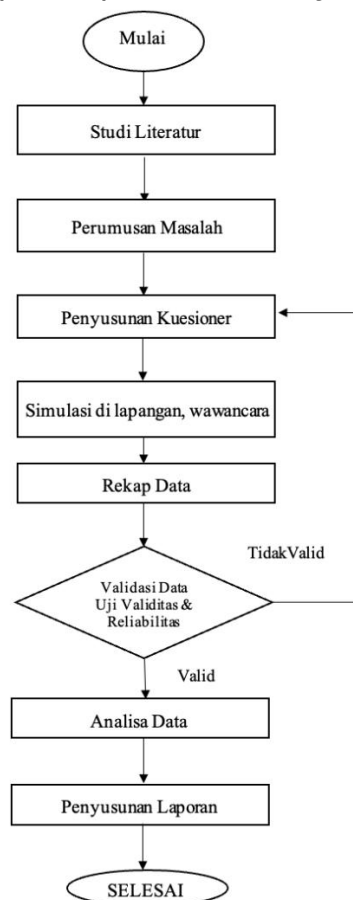 Mulai
Studi Literatur
Perumusan Masalah
Penyusunan Kuesioner
Simulasi di lapangan, wawancara
Rekap Data
TidakValid
Validasi Data
Uji Validitas &
Reliabilitas
Valid
Analisa Data
Penyusunan Laporan
SELESAI